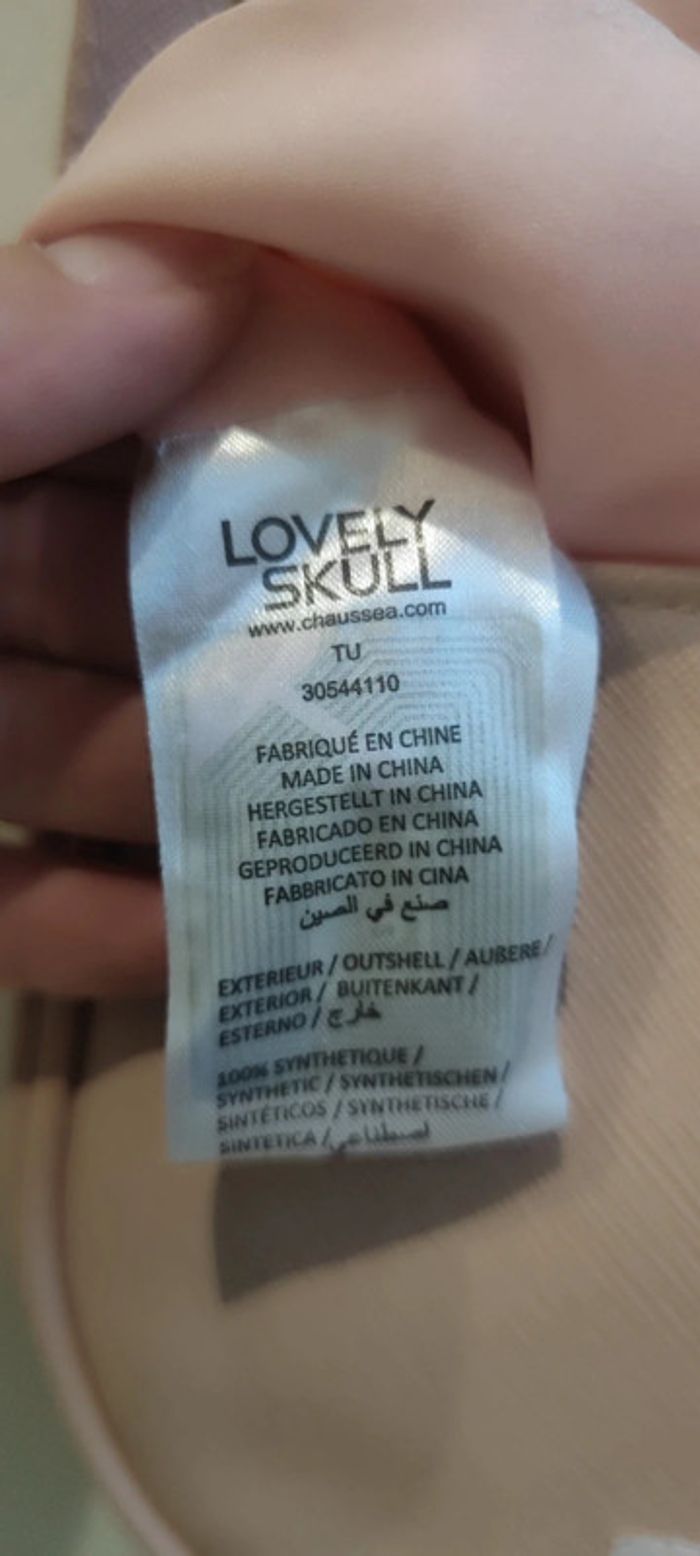 LOVELY
SKULL
www.chaussea.com
TU
30544110
FABRIQUÉ EN CHINE
MADE IN CHINA
HERGESTELLT IN CHINA
FABRICADO EN CHINA
GEPRODUCEERD IN CHINA
FABBRICATO IN CINA
صنع في الصين
EXTERIEUR / OUTSHELL / AUBERE /
EXTERIOR / BUITENKANT /
ESTERNO / خارج
100% SYNTHETIQUE /
SYNTHETIC / SYNTHETISCHEN /
SINTÉTICOS / SYNTHETISCHE /
SINTETICA /